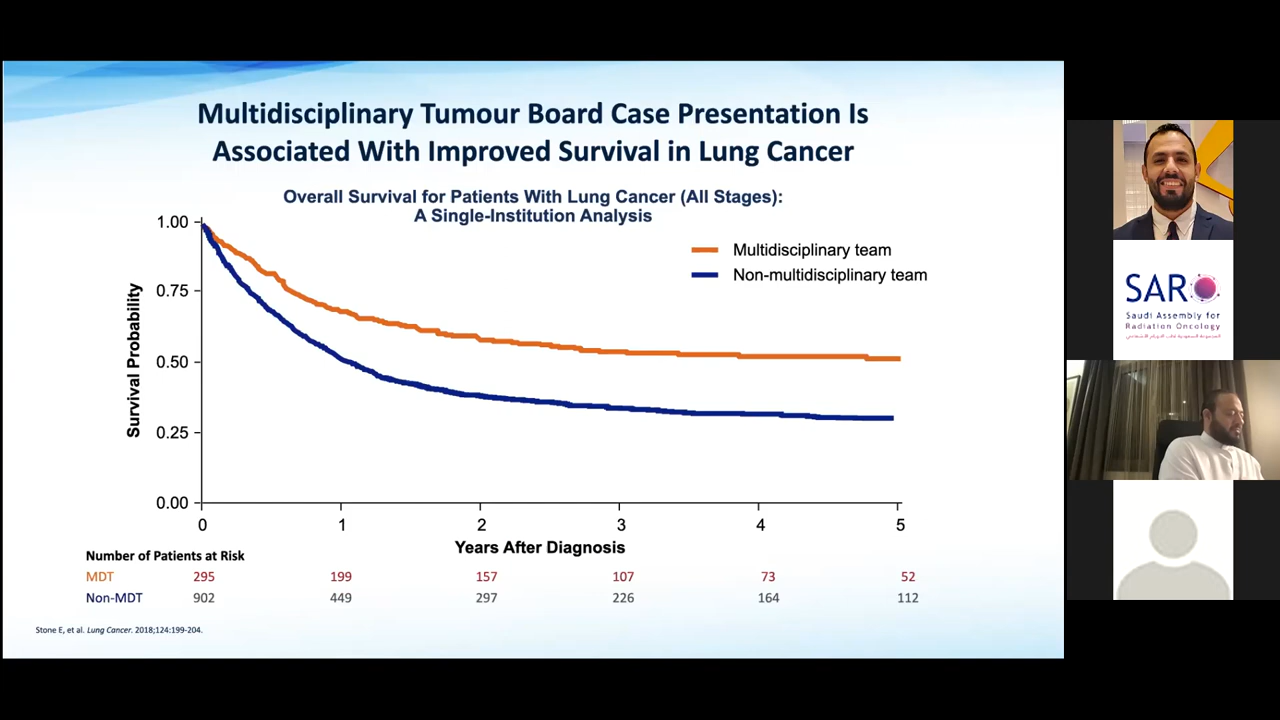 Multidisciplinary Tumour Board Case Presentation Is
Associated With Improved Survival in Lung Cancer
Overall Survival for Patients With Lung Cancer (All Stages):
A Single-Institution Analysis
Multidisciplinary team
Non-multidisciplinary team
Survival Probability
1.00
0.75
0.50
0.25
0.00
0 1 2 3 4 5
Years After Diagnosis
Number of Patients at Risk
MDT 295 199 157 107 73 52
Non-MDT 902 449 297 226 164 112
Stone E, et al. Lung Cancer. 2018;124:199-204.
SARO
Saudi Assembly for
Radiation Oncology